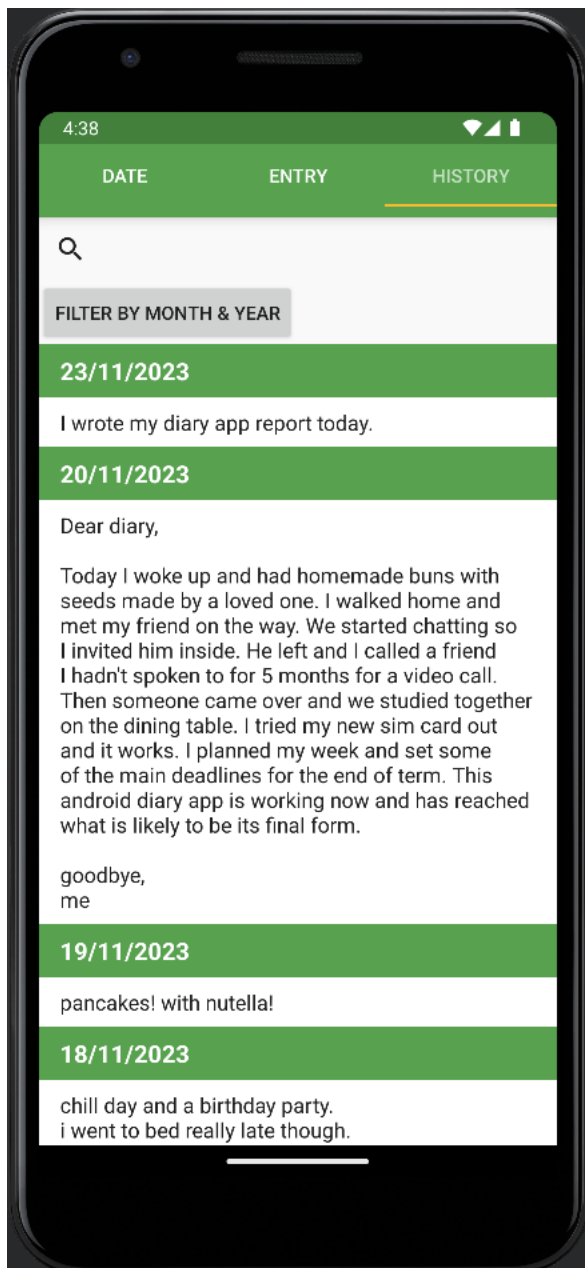 4:38
DATE ENTRY HISTORY
FILTER BY MONTH & YEAR
23/11/2023
I wrote my diary app report today.
20/11/2023
Dear diary,
Today I woke up and had homemade buns with
seeds made by a loved one. I walked home and
met my friend on the way. We started chatting so
I invited him inside. He left and I called a friend
I hadn't spoken to for 5 months for a video call.
Then someone came over and we studied together
on the dining table. I tried my new sim card out
and it works. I planned my week and set some
of the main deadlines for the end of term. This
android diary app is working now and has reached
what is likely to be its final form.
goodbye,
me
19/11/2023
pancakes! with nutella!
18/11/2023
chill day and a birthday party.
i went to bed really late though.